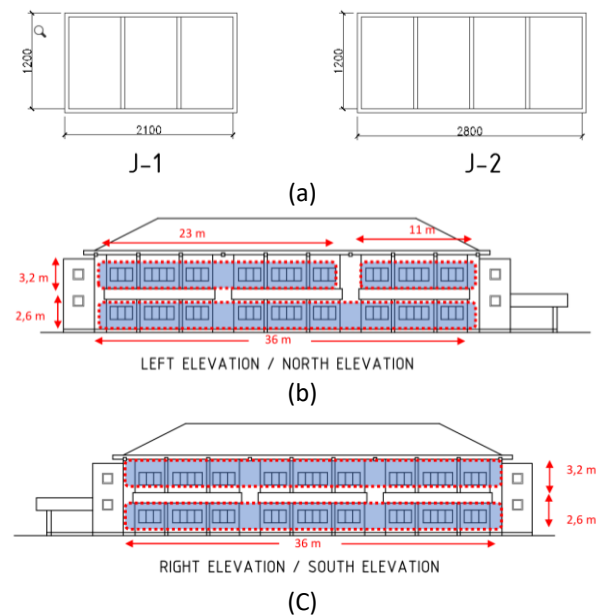 1200
2100
J-1
1200
2800
J-2
(a)
23 m
11 m
3,2 m
2,6 m
36 m
LEFT ELEVATION / NORTH ELEVATION
(b)
3,2 m
2,6 m
36 m
RIGHT ELEVATION / SOUTH ELEVATION
(C)